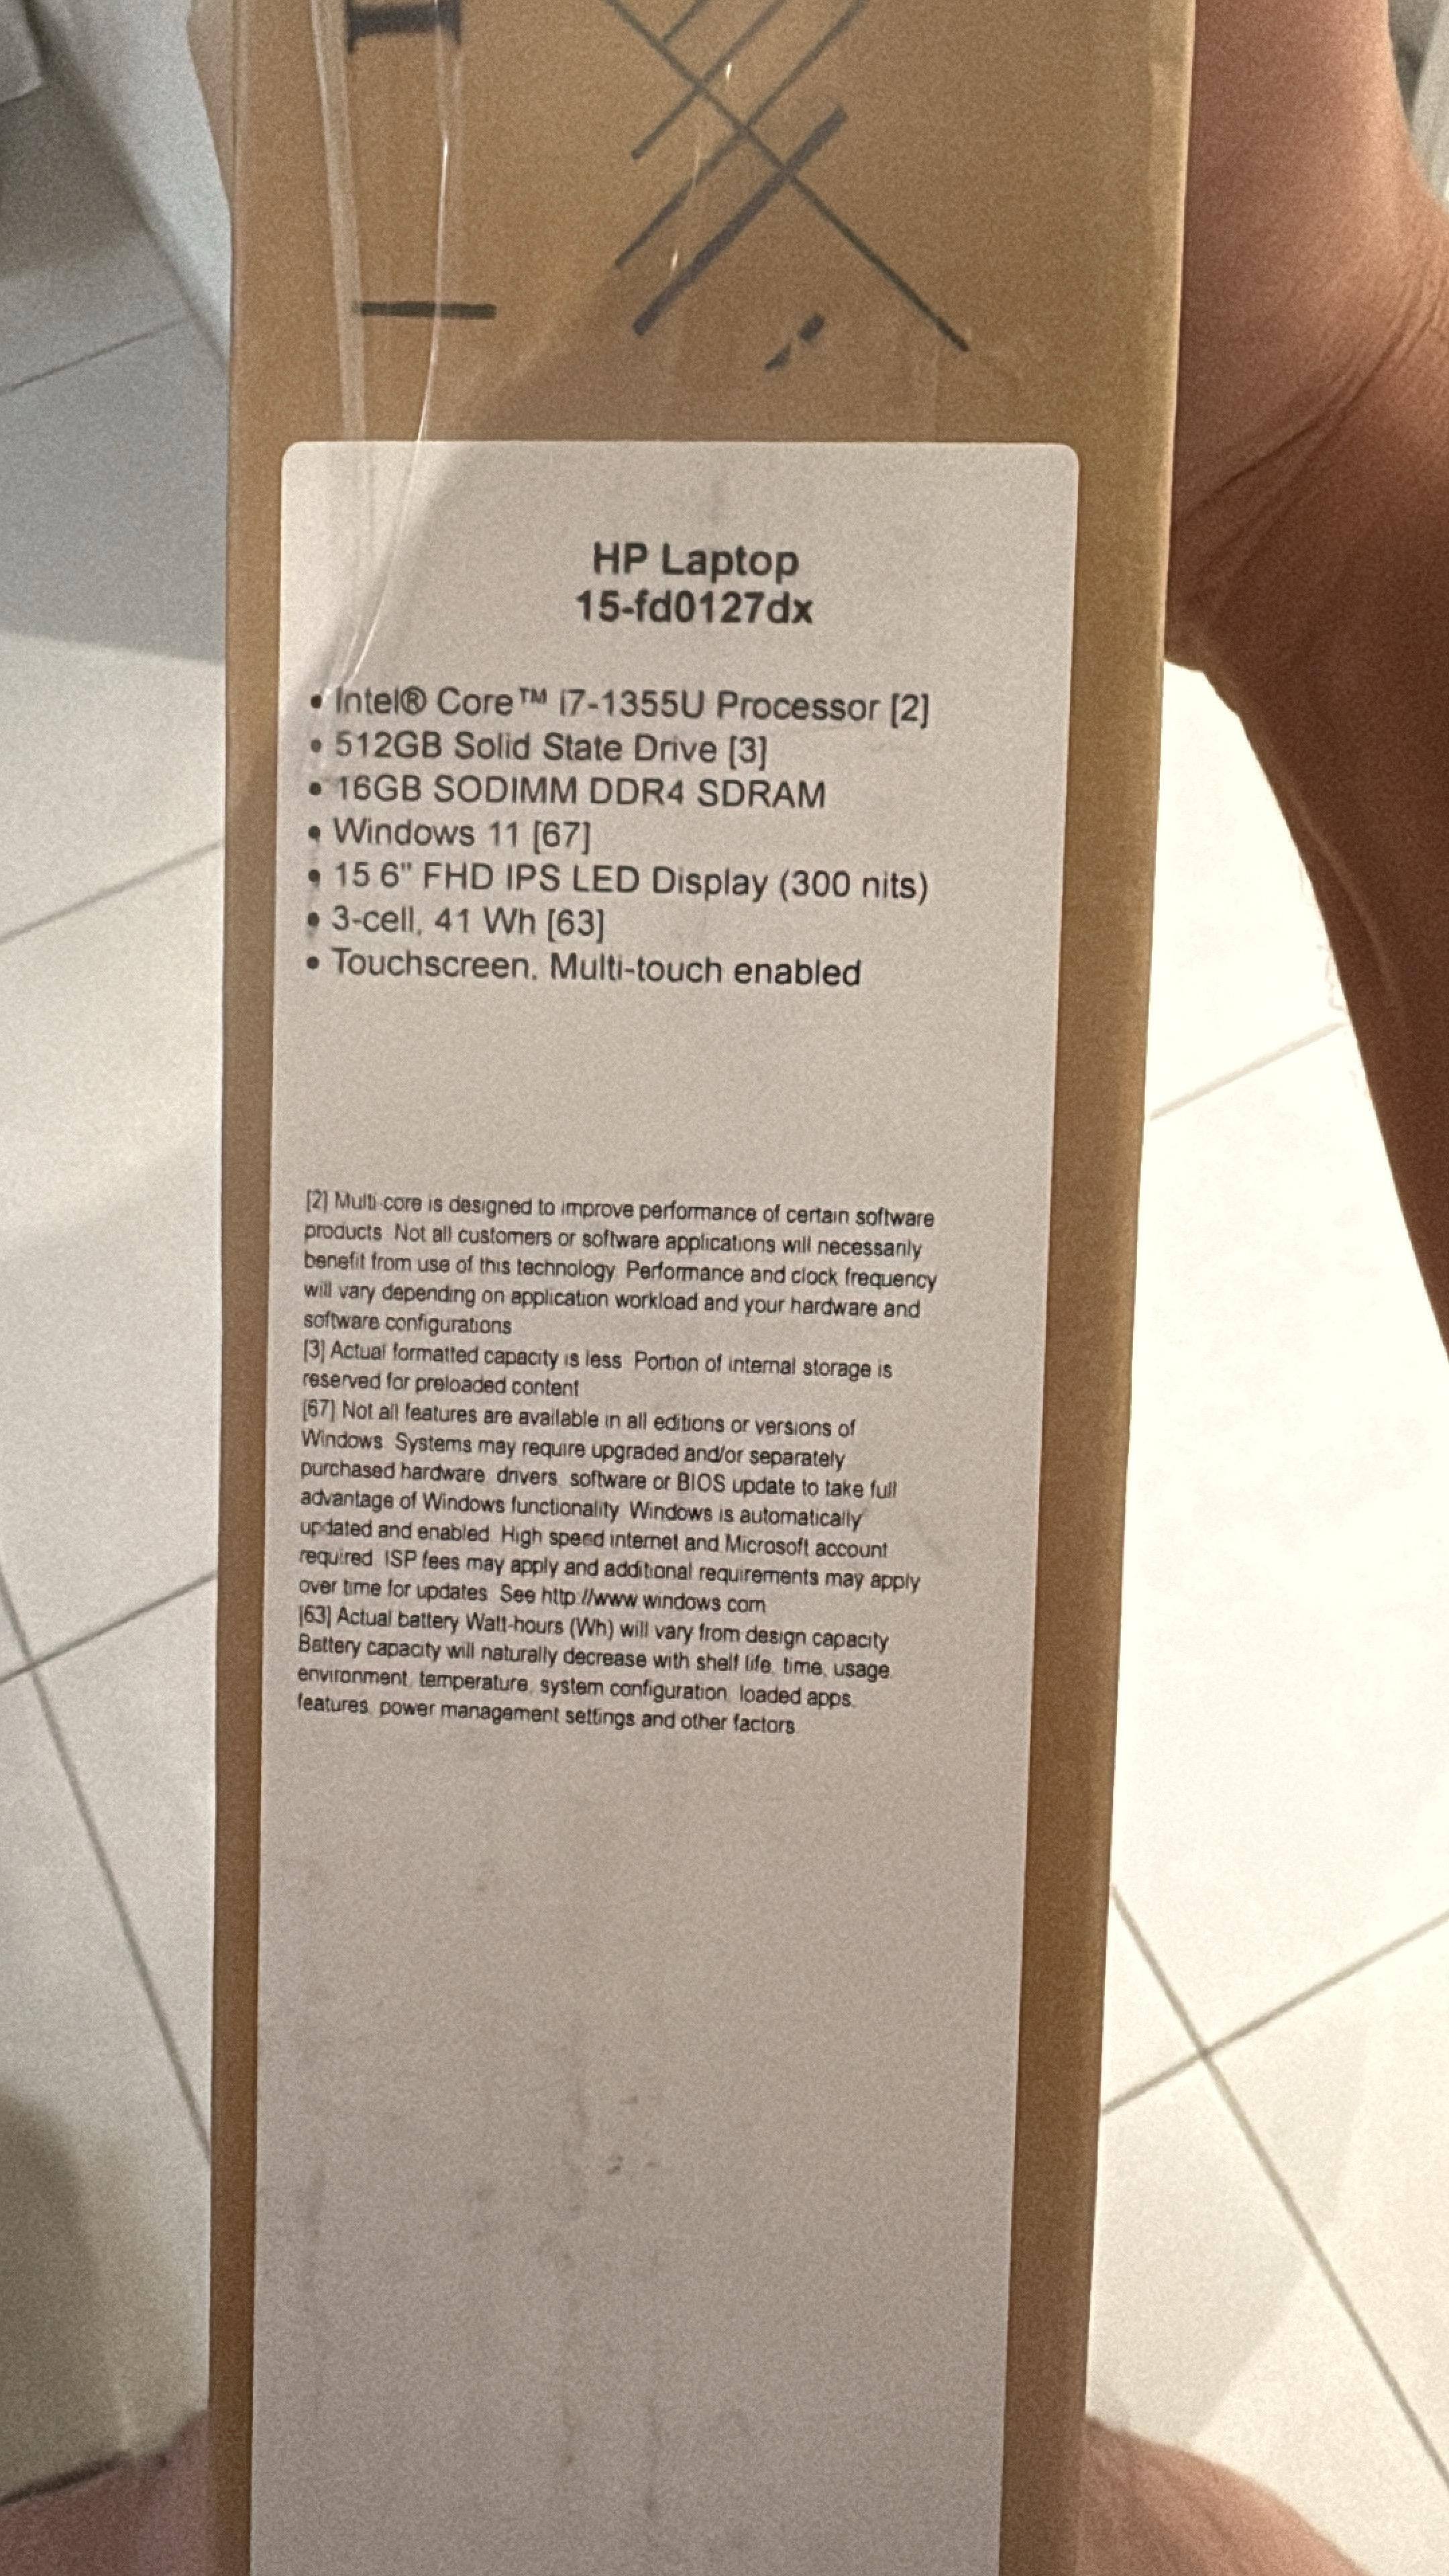 HP Laptop
15-fd0127dx
• Intel® Core™ i7-1355U Processor [2]
• 512GB Solid State Drive [3]
• 16GB SODIMM DDR4 SDRAM
• Windows 11 [67]
• 15 6" FHD IPS LED Display (300 nits)
• 3-cell, 41 Wh [63]
• Touchscreen. Multi-touch enabled
[2] Multi-core is designed to improve performance of certain software
products Not all customers or software applications will necessarily
benefit from use of this technology Performance and clock frequency
will vary depending on application workload and your hardware and
software configurations
[3] Actual formatted capacity is less Portion of internal storage is
reserved for preloaded content
[67] Not all features are available in all editions or versions of
Windows Systems may require upgraded and/or separately
purchased hardware drivers software or BIOS update to take full
advantage of Windows functionality Windows is automatically
updated and enabled High speed internet and Microsoft account
required ISP fees may apply and additional requirements may apply
over time for updates See http://www windows com
[63] Actual battery Watt-hours (Wh) will vary from design capacity
Battery capacity will naturally decrease with shelf life, time, usage,
environment, temperature, system configuration, loaded apps,
features, power management settings and other factors